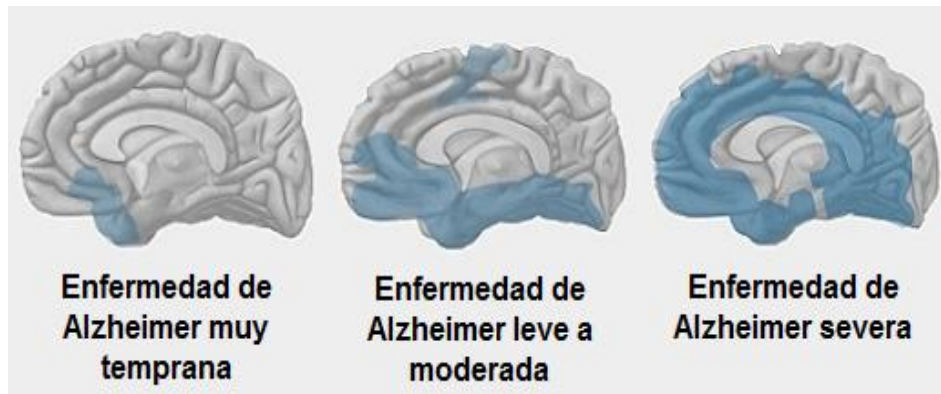 Enfermedad de
Alzheimer muy
temprana
Enfermedad de
Alzheimer leve a
moderada
Enfermedad de
Alzheimer severa